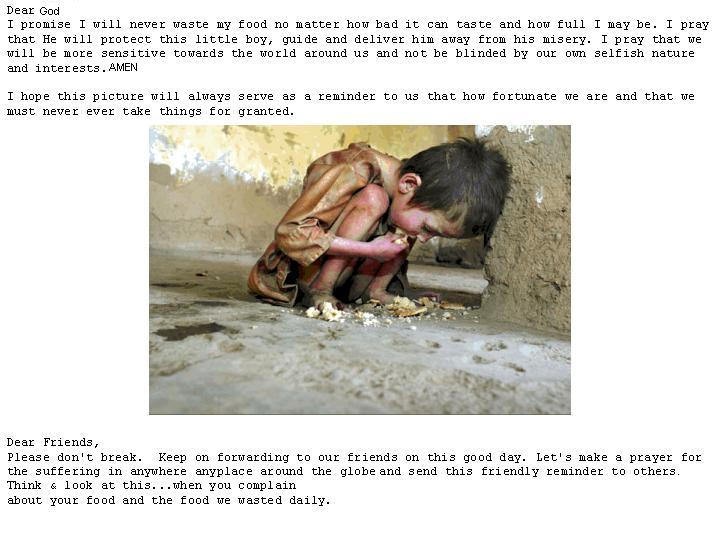 Dear God
I promise I will never waste my food no matter how bad it can taste and how full I may be. I pray
that He will protect this little boy, guide and deliver him away from his misery. I pray that we
will be more sensitive towards the world around us and not be blinded by our own selfish nature
and interests. AMEN
I hope this picture will always serve as a reminder to us that how fortunate we are and that we
must never ever take things for granted.
Dear Friends,
Please don't break.  Keep on forwarding to our friends on this good day. Let's make a prayer for
the suffering in anywhere anyplace around the globe and send this friendly reminder to others.
Think & look at this...when you complain
about your food and the food we wasted daily.